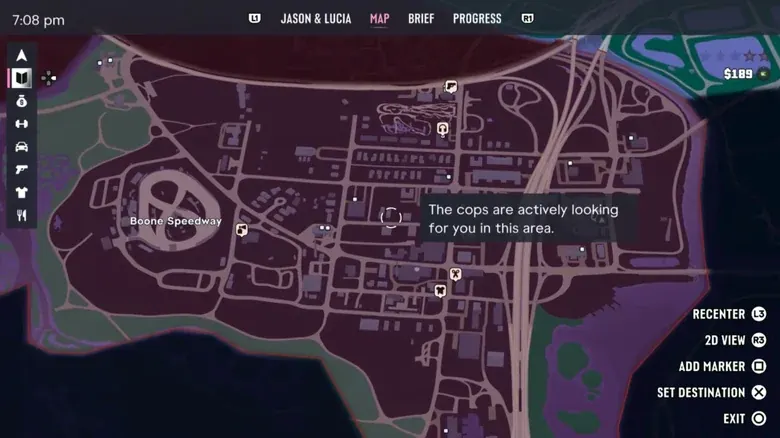 7:08 pm
L1 JASON & LUCIA MAP BRIEF PROGRESS R1
$189
Boone Speedway
The cops are actively looking
for you in this area.
RECENTER L3
2D VIEW R3
ADD MARKER
SET DESTINATION
EXIT